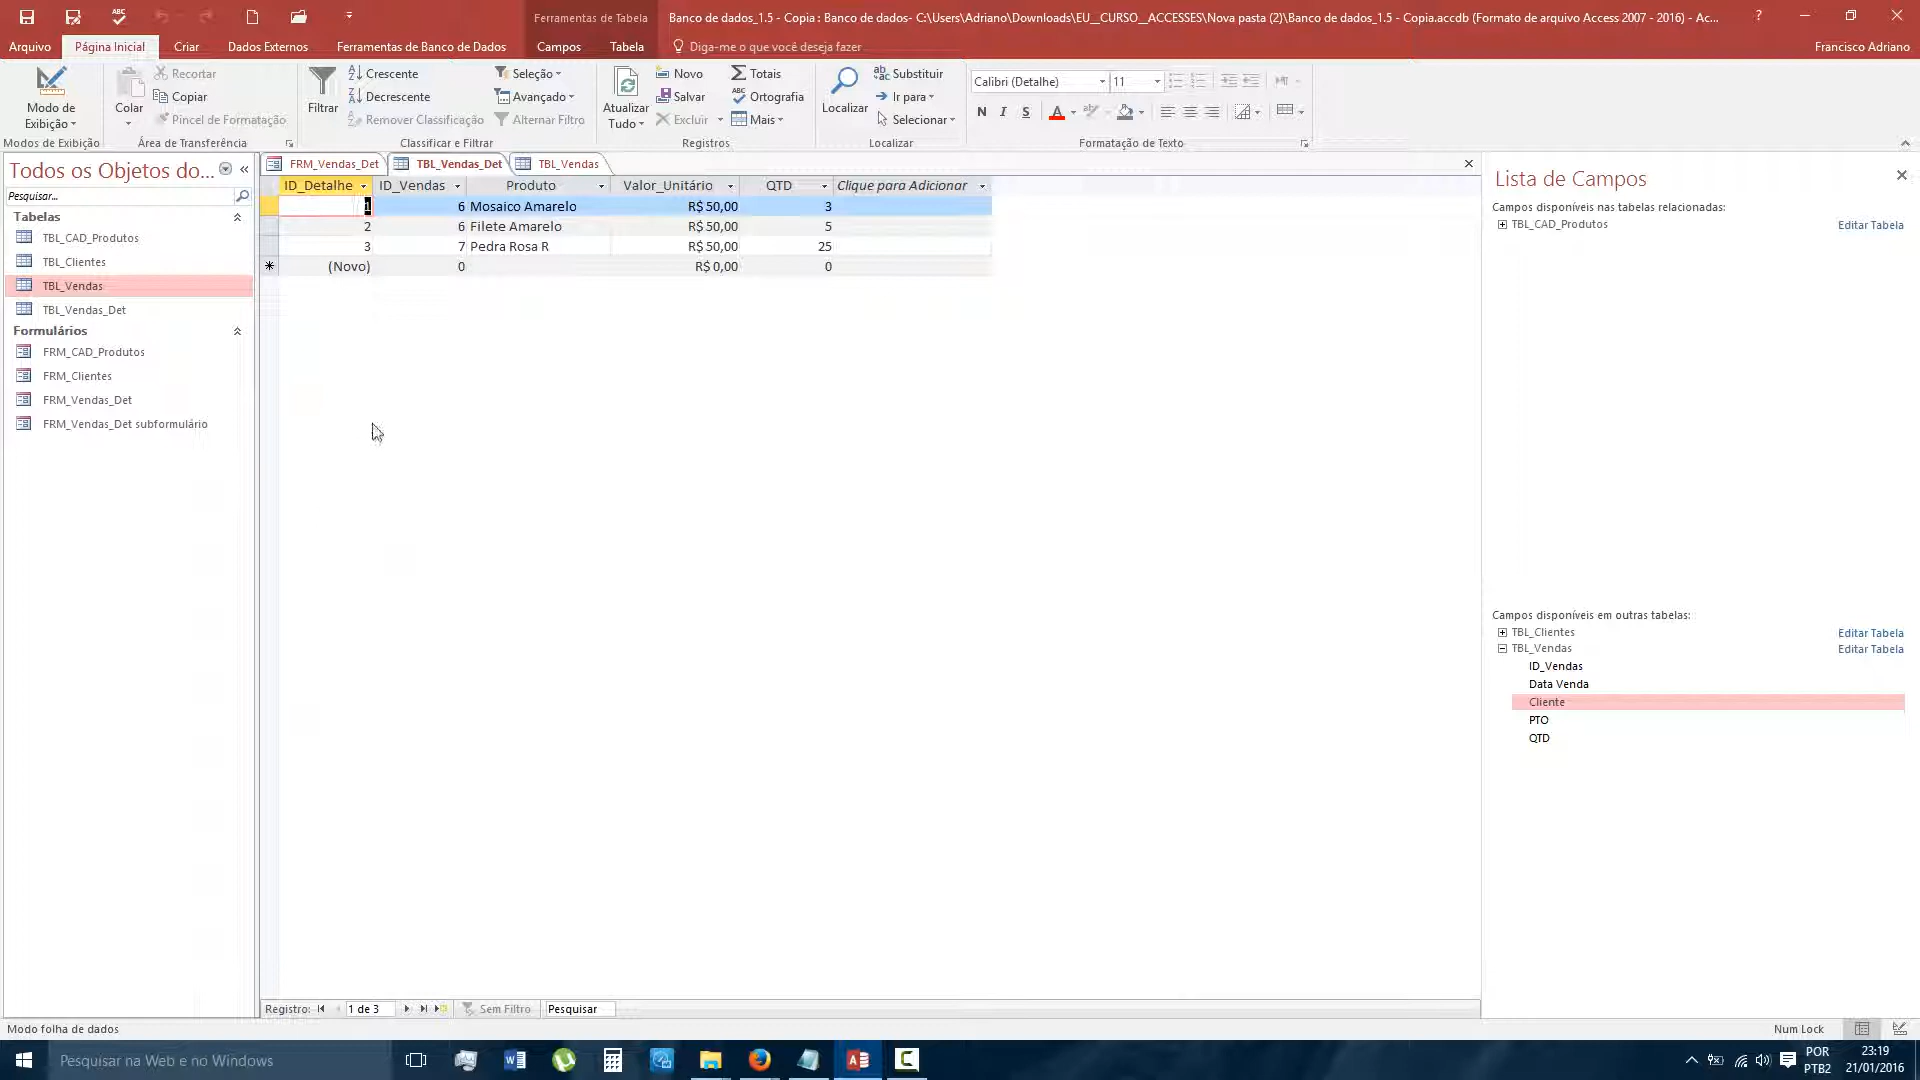 Ferramentas de Tabela
Banco de dados_1.5 - Copia : Banco de dados- C:\Users\Adriano\Downloads\EU__CURSO__ACCESSES\Nova pasta (2)\Banco de dados_1.5 - Copia.accdb (Formato de arquivo Access 2007 - 2016) - Ac...
?
Arquivo Página Inicial Criar Dados Externos Ferramentas de Banco de Dados Campos Tabela Diga-me o que você deseja fazer Francisco Adriano
Modo de Exibição
Modos de Exibição
Colar
Recortar
Copiar
Pincel de Formatação
Área de Transferência
Filtrar
Crescente
Decrescente
Remover Classificação
Seleção
Avançado
Alternar Filtro
Classificar e Filtrar
Atualizar Tudo
Novo
Salvar
Excluir
Totais
Ortografia
Mais
Registros
Localizar
Substituir
Ir para
Selecionar
Localizar
Calibri (Detalhe) 11
N I S
Formatação de Texto
Todos os Objetos do...
Pesquisar...
Tabelas
TBL_CAD_Produtos
TBL_Clientes
TBL_Vendas
TBL_Vendas_Det
Formulários
FRM_CAD_Produtos
FRM_Clientes
FRM_Vendas_Det
FRM_Vendas_Det subformulário
FRM_Vendas_Det TBL_Vendas_Det TBL_Vendas
ID_Detalhe ID_Vendas Produto Valor_Unitário QTD Clique para Adicionar
1 6 Mosaico Amarelo R$ 50,00 3
2 6 Filete Amarelo R$ 50,00 5
3 7 Pedra Rosa R R$ 50,00 25
(Novo) 0 R$ 0,00 0
Registro: 1 de 3 Sem Filtro Pesquisar
Lista de Campos
Campos disponíveis nas tabelas relacionadas:
TBL_CAD_Produtos Editar Tabela
Campos disponíveis em outras tabelas:
TBL_Clientes Editar Tabela
TBL_Vendas Editar Tabela
ID_Vendas
Data Venda
Cliente
PTO
QTD
Modo folha de dados Num Lock
Pesquisar na Web e no Windows
POR
PTB2
23:19
21/01/2016